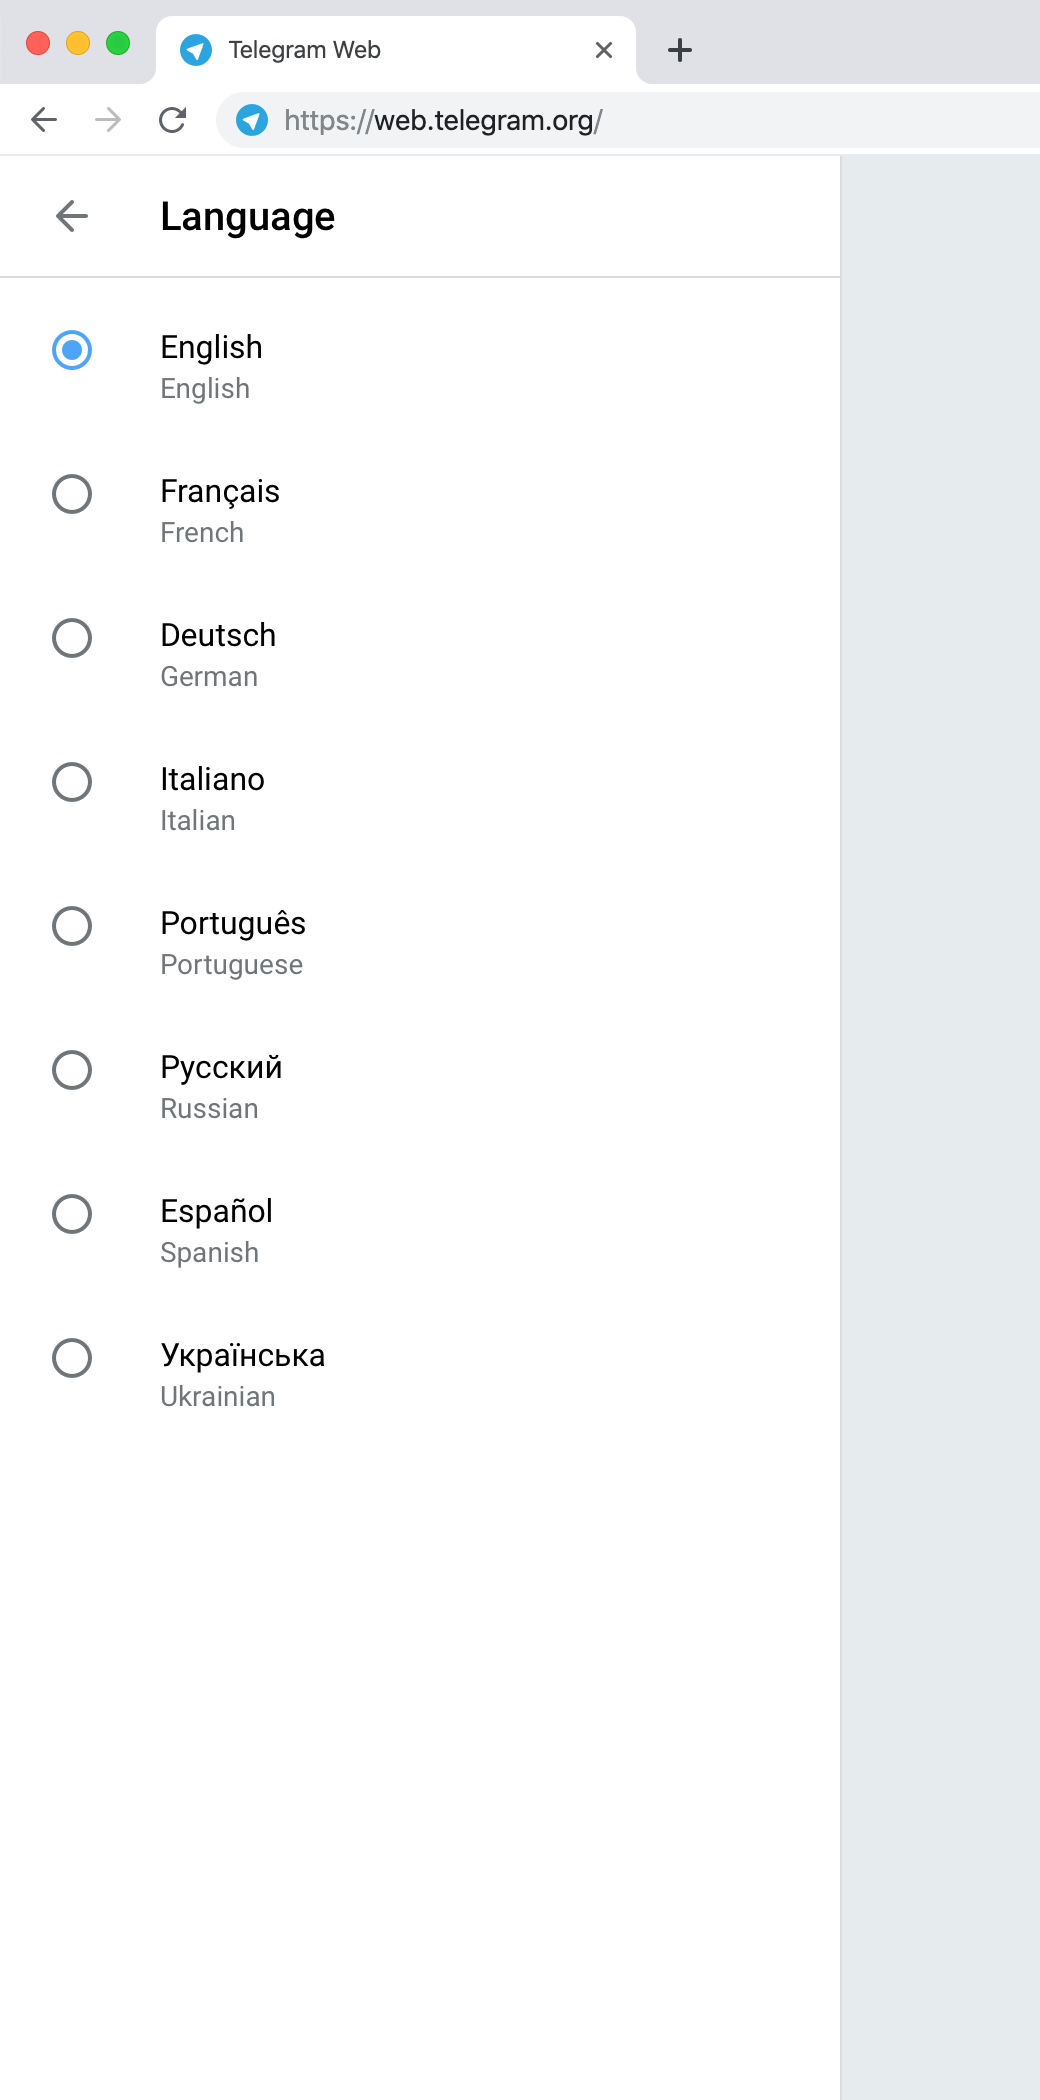 Telegram Web
https://web.telegram.org/
Language
English
English
Français
French
Deutsch
German
Italiano
Italian
Português
Portuguese
Русский
Russian
Español
Spanish
Українська
Ukrainian